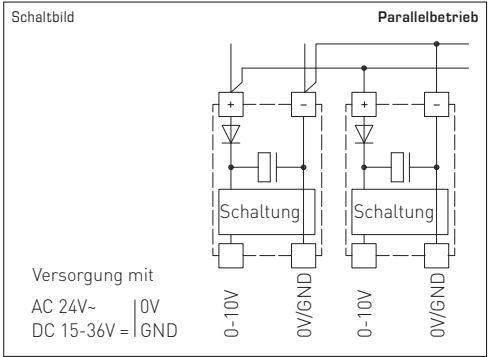 Schaltbild
Parallelbetrieb
+ − + −
Schaltung Schaltung
0-10V 0V/GND 0-10V 0V/GND
Versorgung mit
AC 24V~ 0V
DC 15-36V = GND